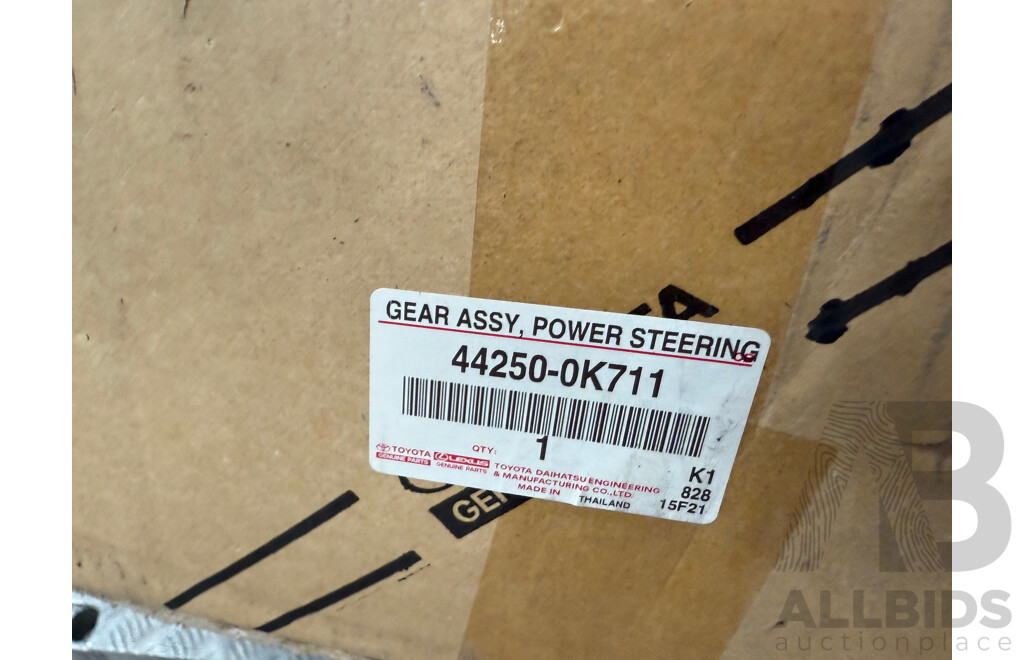 GEAR ASSY, POWER STEERING
44250-0K711
QTY: 1
TOYOTA
GENUINE PARTS
LEXUS
GENUINE PARTS
TOYOTA DAIHATSU ENGINEERING
& MANUFACTURING CO.,LTD.
MADE IN THAILAND
K1
828
15F21
AB
ALLBIDS
auctionplace